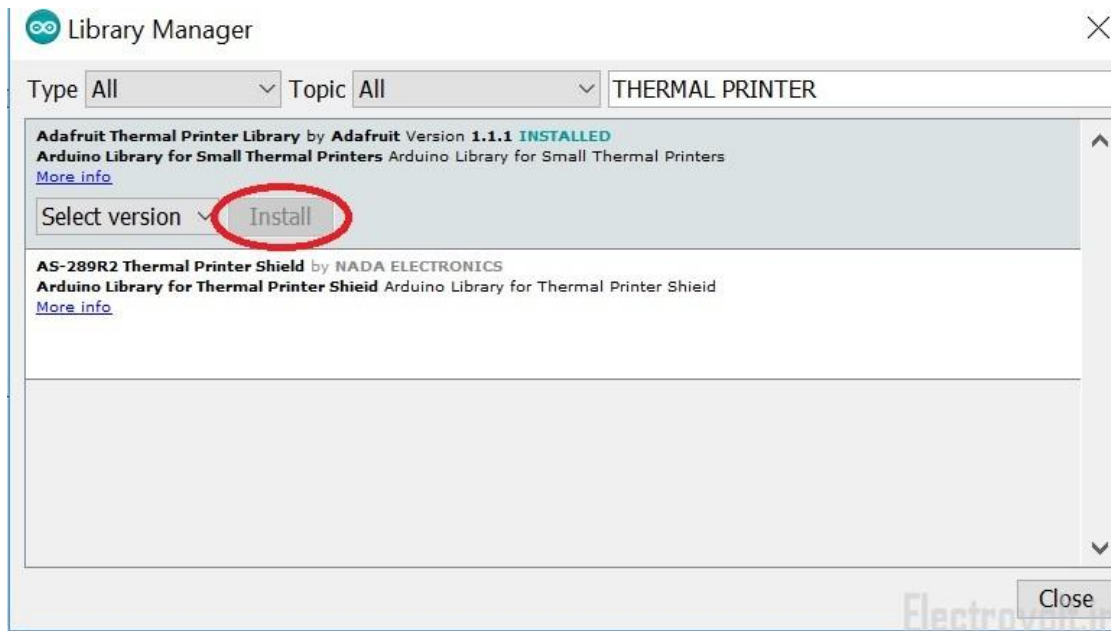 Library Manager
Type All Topic All THERMAL PRINTER
Adafruit Thermal Printer Library by Adafruit Version 1.1.1 INSTALLED
Arduino Library for Small Thermal Printers Arduino Library for Small Thermal Printers
More info
Select version Install
AS-289R2 Thermal Printer Shield by NADA ELECTRONICS
Arduino Library for Thermal Printer Shieid Arduino Library for Thermal Printer Shieid
More info
Close
Electrovolt.in